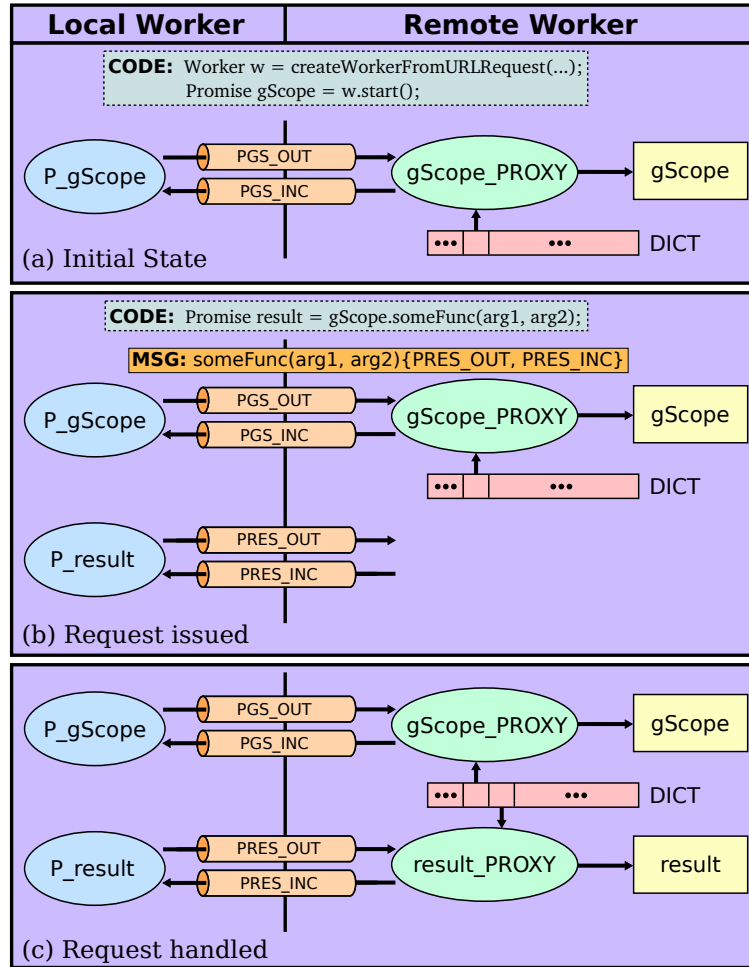 Local Worker
Remote Worker
CODE: Worker w = createWorkerFromURLRequest(...);
Promise gScope = w.start();
P_gScope
PGS_OUT
PGS_INC
gScope_PROXY
gScope
••• •••
DICT
(a) Initial State
CODE: Promise result = gScope.someFunc(arg1, arg2);
MSG: someFunc(arg1, arg2){PRES_OUT, PRES_INC}
P_gScope
PGS_OUT
PGS_INC
gScope_PROXY
gScope
••• •••
DICT
P_result
PRES_OUT
PRES_INC
(b) Request issued
P_gScope
PGS_OUT
PGS_INC
gScope_PROXY
gScope
••• •••
DICT
P_result
PRES_OUT
PRES_INC
result_PROXY
result
(c) Request handled